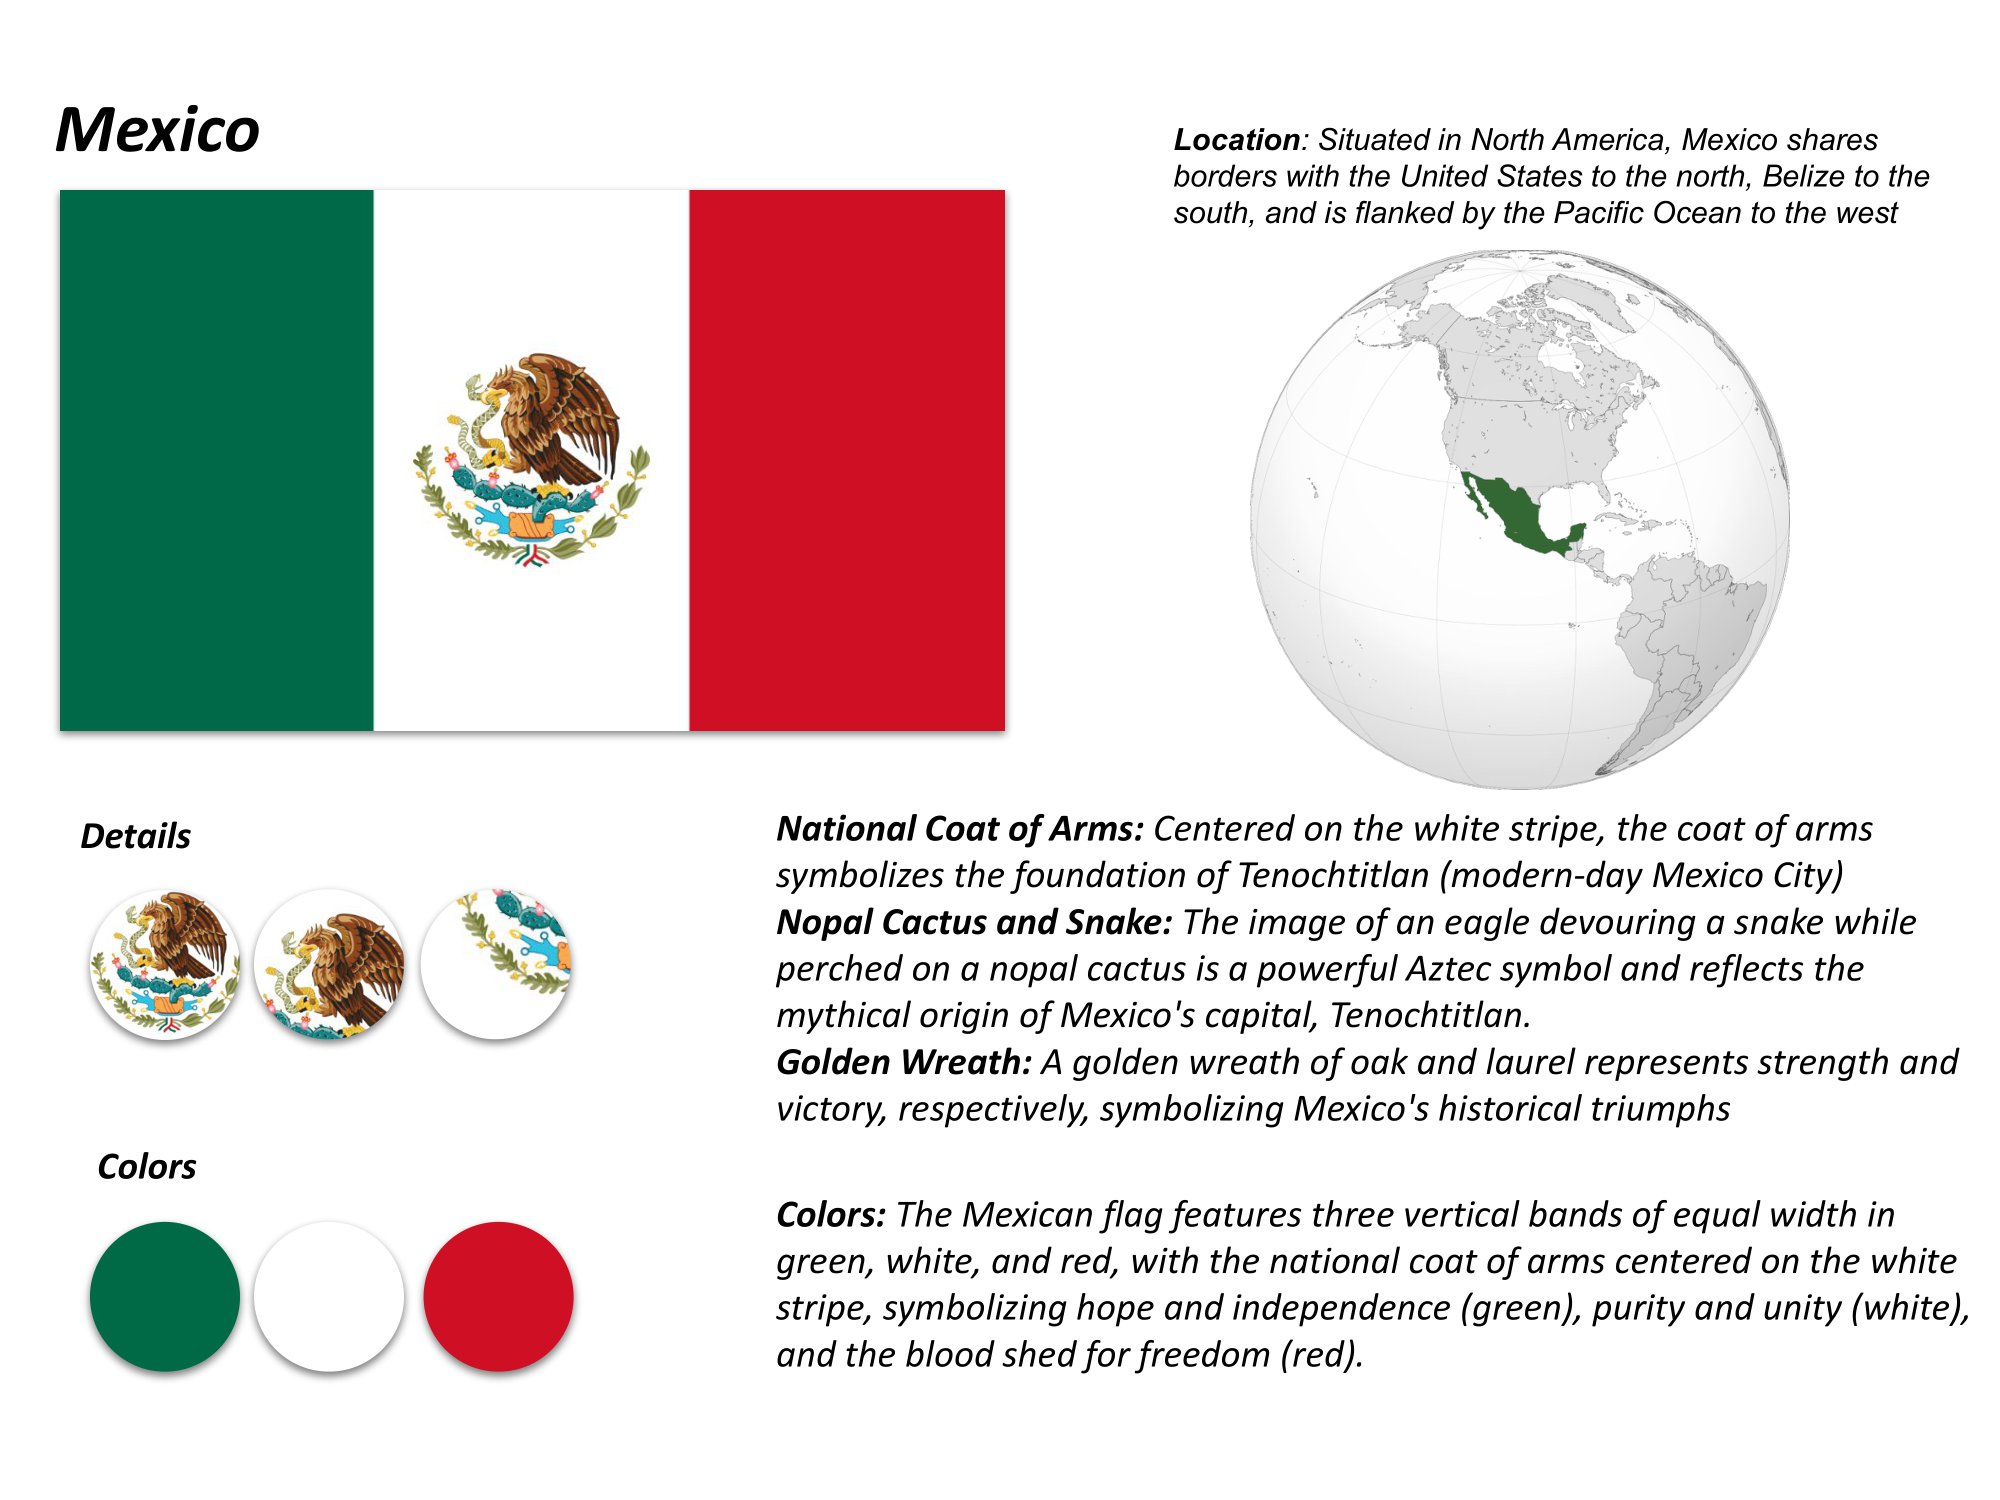 Mexico
Location: Situated in North America, Mexico shares
borders with the United States to the north, Belize to the
south, and is flanked by the Pacific Ocean to the west
Details
National Coat of Arms: Centered on the white stripe, the coat of arms
symbolizes the foundation of Tenochtitlan (modern-day Mexico City)
Nopal Cactus and Snake: The image of an eagle devouring a snake while
perched on a nopal cactus is a powerful Aztec symbol and reflects the
mythical origin of Mexico's capital, Tenochtitlan.
Golden Wreath: A golden wreath of oak and laurel represents strength and
victory, respectively, symbolizing Mexico's historical triumphs
Colors
Colors: The Mexican flag features three vertical bands of equal width in
green, white, and red, with the national coat of arms centered on the white
stripe, symbolizing hope and independence (green), purity and unity (white),
and the blood shed for freedom (red).